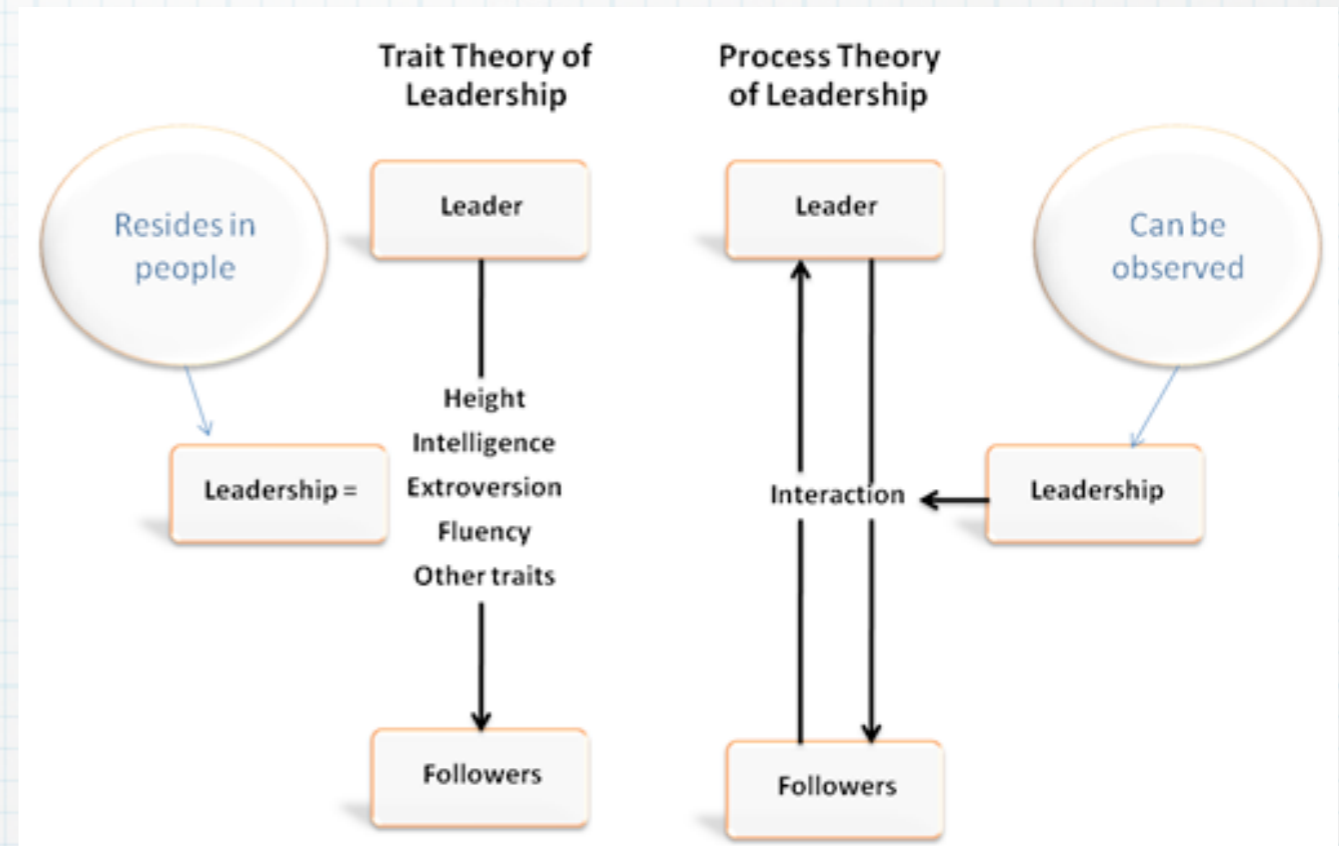 Trait Theory of
Leadership
Resides in
people
Leader
Leadership =
Height
Intelligence
Extroversion
Fluency
Other traits
Followers
Process Theory
of Leadership
Leader
Can be
observed
Interaction
Leadership
Followers